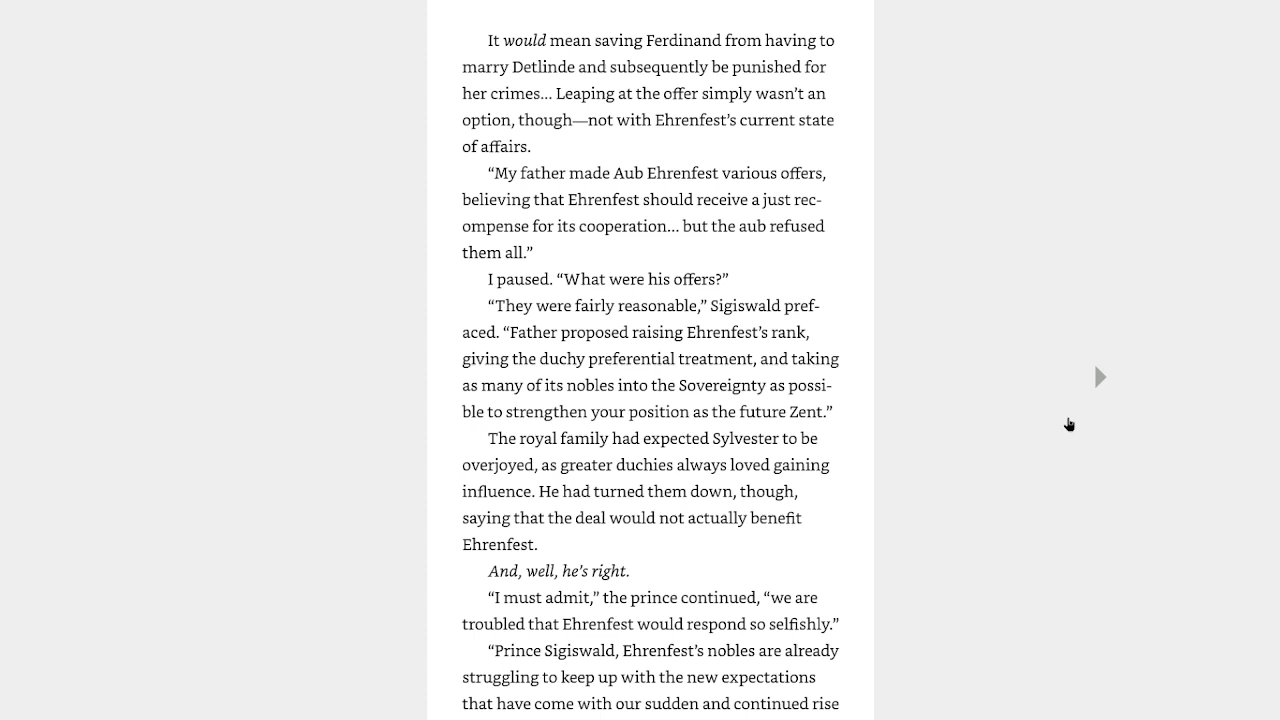 It would mean saving Ferdinand from having to
marry Detlinde and subsequently be punished for
her crimes... Leaping at the offer simply wasn’t an
option, though—not with Ehrenfest’s current state
of affairs.
“My father made Aub Ehrenfest various offers,
believing that Ehrenfest should receive a just rec-
ompense for its cooperation... but the aub refused
them all.”
I paused. “What were his offers?”
“They were fairly reasonable,” Sigiswald pref-
aced. “Father proposed raising Ehrenfest’s rank,
giving the duchy preferential treatment, and taking
as many of its nobles into the Sovereignty as possi-
ble to strengthen your position as the future Zent.”
The royal family had expected Sylvester to be
overjoyed, as greater duchies always loved gaining
influence. He had turned them down, though,
saying that the deal would not actually benefit
Ehrenfest.
And, well, he’s right.
“I must admit,” the prince continued, “we are
troubled that Ehrenfest would respond so selfishly.”
“Prince Sigiswald, Ehrenfest’s nobles are already
struggling to keep up with the new expectations
that have come with our sudden and continued rise